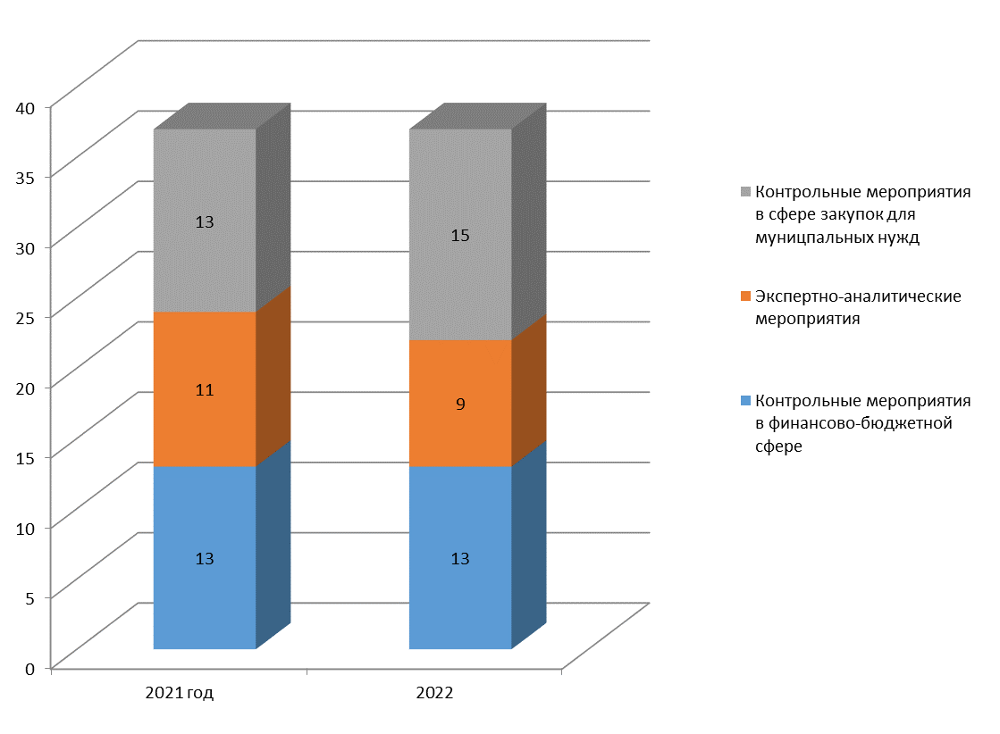 40
35
30
25
20
15
10
5
0
13
11
13
15
9
13
2021 год
2022
Контрольные мероприятия
в сфере закупок для
муницпальных нужд
Экспертно-аналитические
мероприятия
Контрольные мероприятия
в финансово-бюджетной
сфере